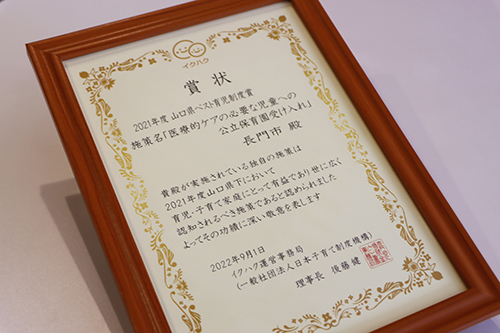 イクハク
賞状
2021年度 山口県ベスト育児制度賞
施策名「医療的ケアの必要な児童への
公立保育園受け入れ」
長門市 殿
貴殿が実施されている独自の施策は
2021年度山口県下において
育児・子育て家庭にとって有益であり世に広く
認知されるべき施策であると認められました
よってその功績に深い敬意を表します
2022年9月1日
イクハク運営事務局
(一般社団法人日本子育て制度機構)
理事長 後藤 健